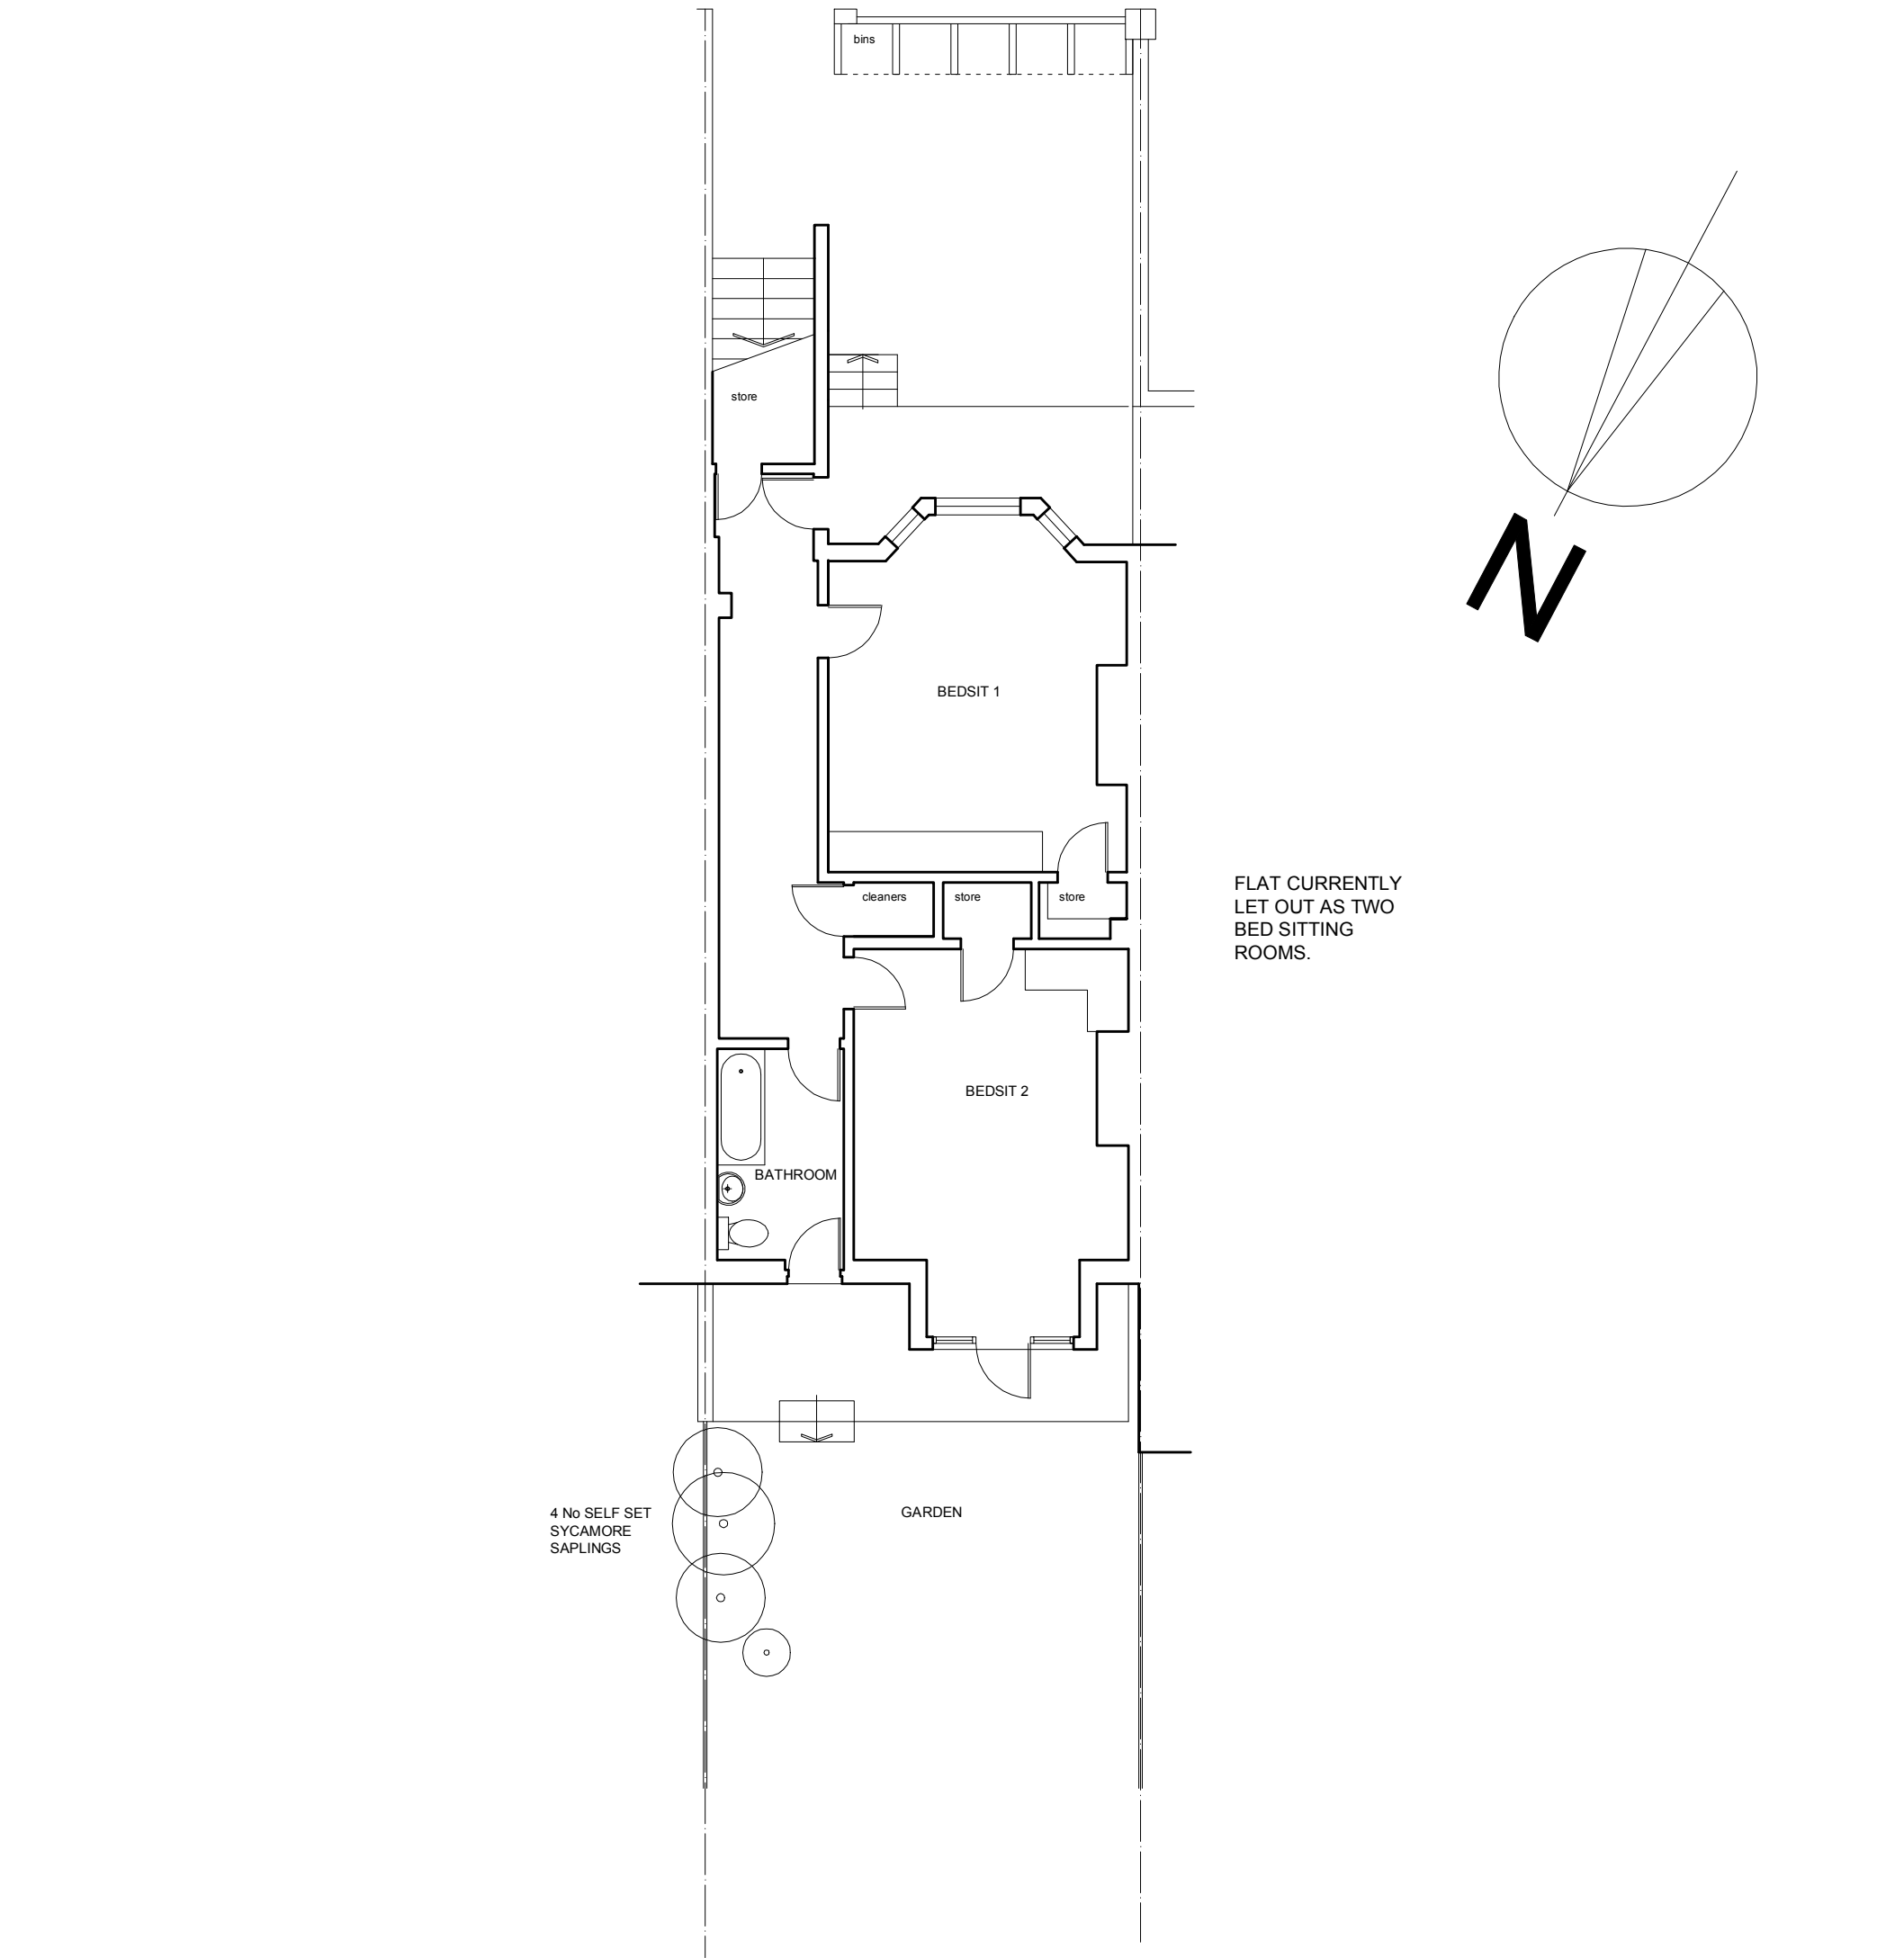 bins
store
N
BEDSIT 1
cleaners
store
store
FLAT CURRENTLY
LET OUT AS TWO
BED SITTING
ROOMS.
BEDSIT 2
BATHROOM
4 No SELF SET
SYCAMORE
SAPLINGS
GARDEN